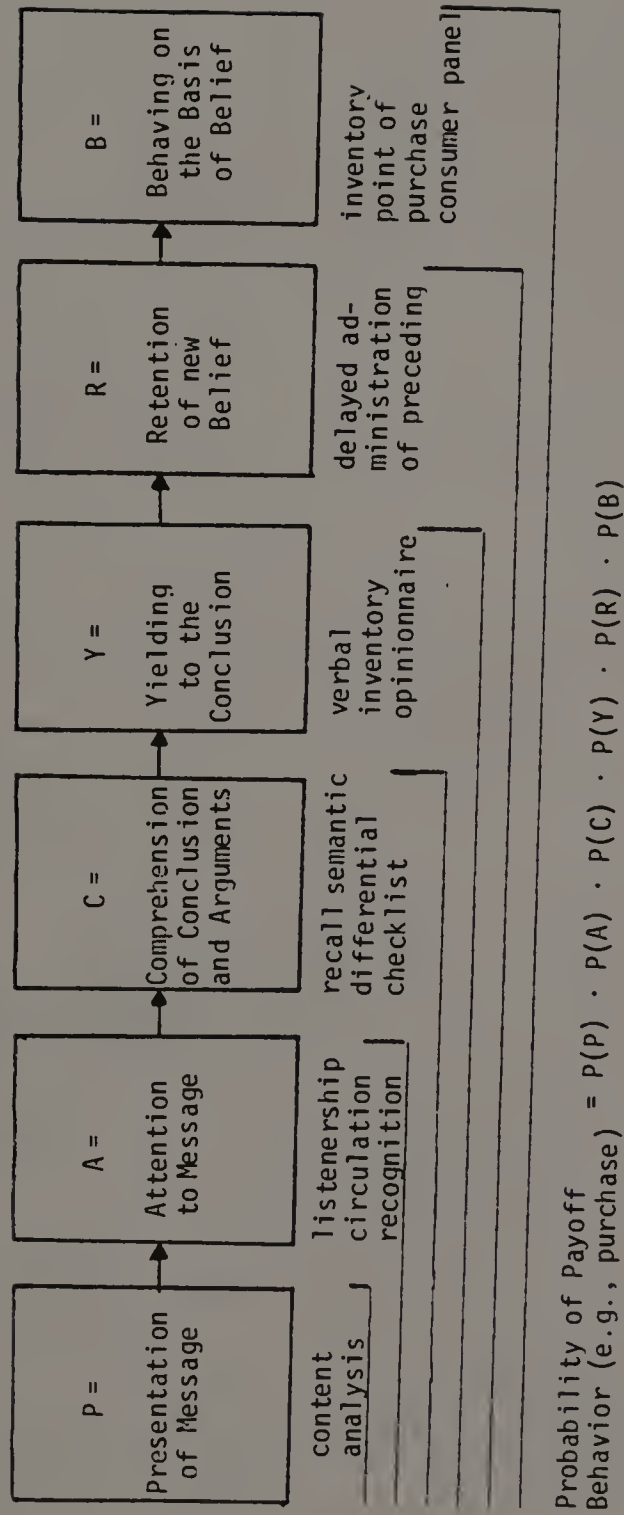 P =
Presentation
of Message
A =
Attention
to Message
C =
Comprehension
of Conclusion
and Arguments
Y =
Yielding
to the
Conclusion
R =
Retention
of new
Belief
B =
Behaving on
the Basis
of Belief
content
analysis
listenership
circulation
recognition
recall semantic
differential
checklist
verbal
inventory
opinionnaire
delayed ad-
ministration
of preceding
inventory
point of
purchase
consumer panel
Probability of Payoff
Behavior (e.g., purchase) = P(P) · P(A) · P(C) · P(Y) · P(R) · P(B)